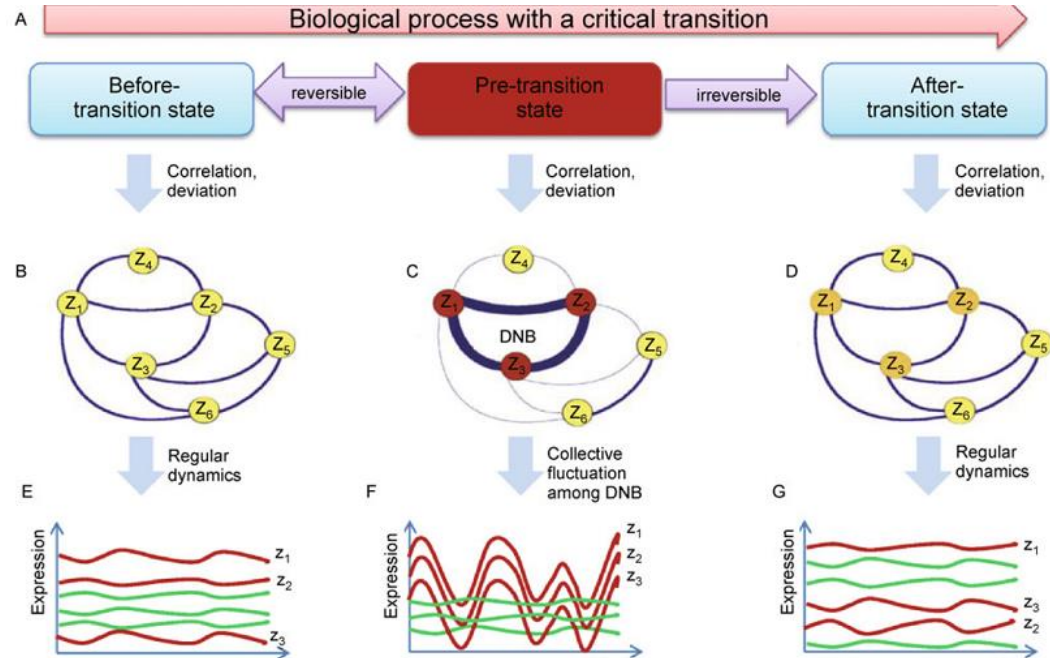 A
Biological process with a critical transition
Before-
transition state
reversible
Pre-transition
state
irreversible
After-
transition state
Correlation,
deviation
Correlation,
deviation
Correlation,
deviation
B
Z4
Z1
Z2
Z5
Z3
Z6
C
Z4
Z1
Z2
DNB
Z5
Z3
Z6
D
Z4
Z1
Z2
Z5
Z3
Z6
Regular
dynamics
Collective
fluctuation
among DNB
Regular
dynamics
E
Expression
z1
z2
z3
F
Expression
z1
z2
z3
G
Expression
z1
z3
z2